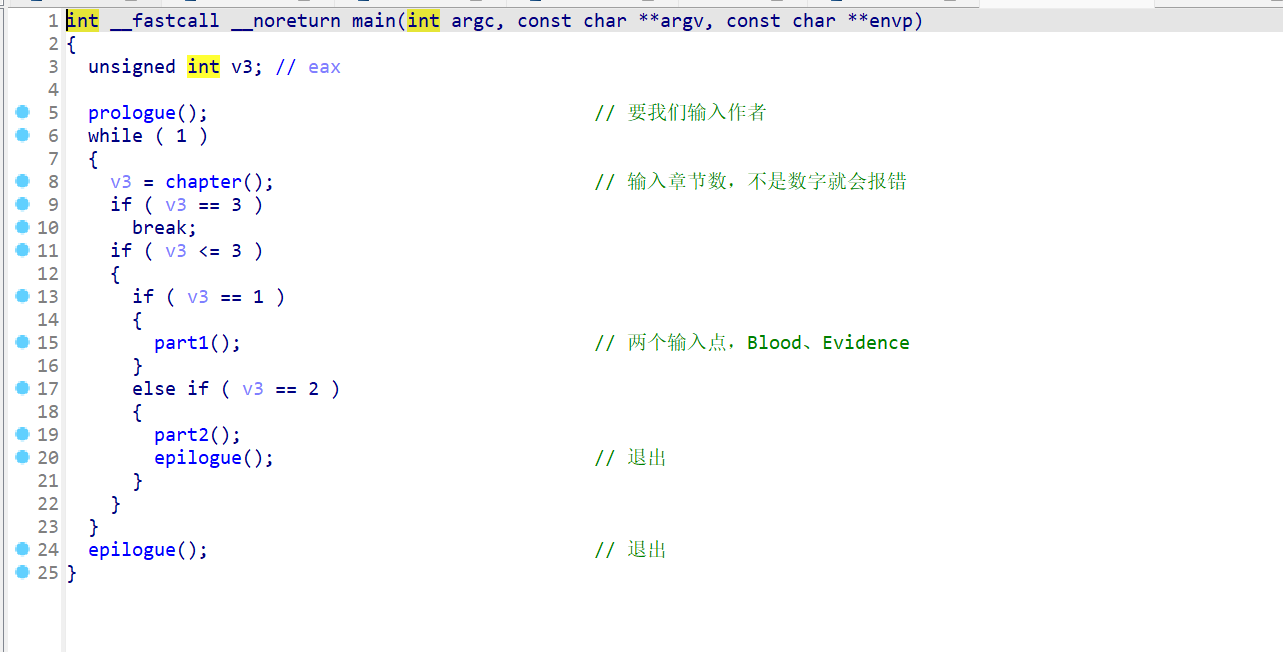 1 int __fastcall __noreturn main(int argc, const char **argv, const char **envp)
2 {
3 unsigned int v3; // eax
4
5 prologue(); // 要我们输入作者
6 while ( 1 )
7 {
8 v3 = chapter(); // 输入章节数，不是数字就会报错
9 if ( v3 == 3 )
10 break;
11 if ( v3 <= 3 )
12 {
13 if ( v3 == 1 )
14 {
15 part1(); // 两个输入点，Blood、Evidence
16 }
17 else if ( v3 == 2 )
18 {
19 part2();
20 epilogue(); // 退出
21 }
22 }
23 }
24 epilogue(); // 退出
25 }